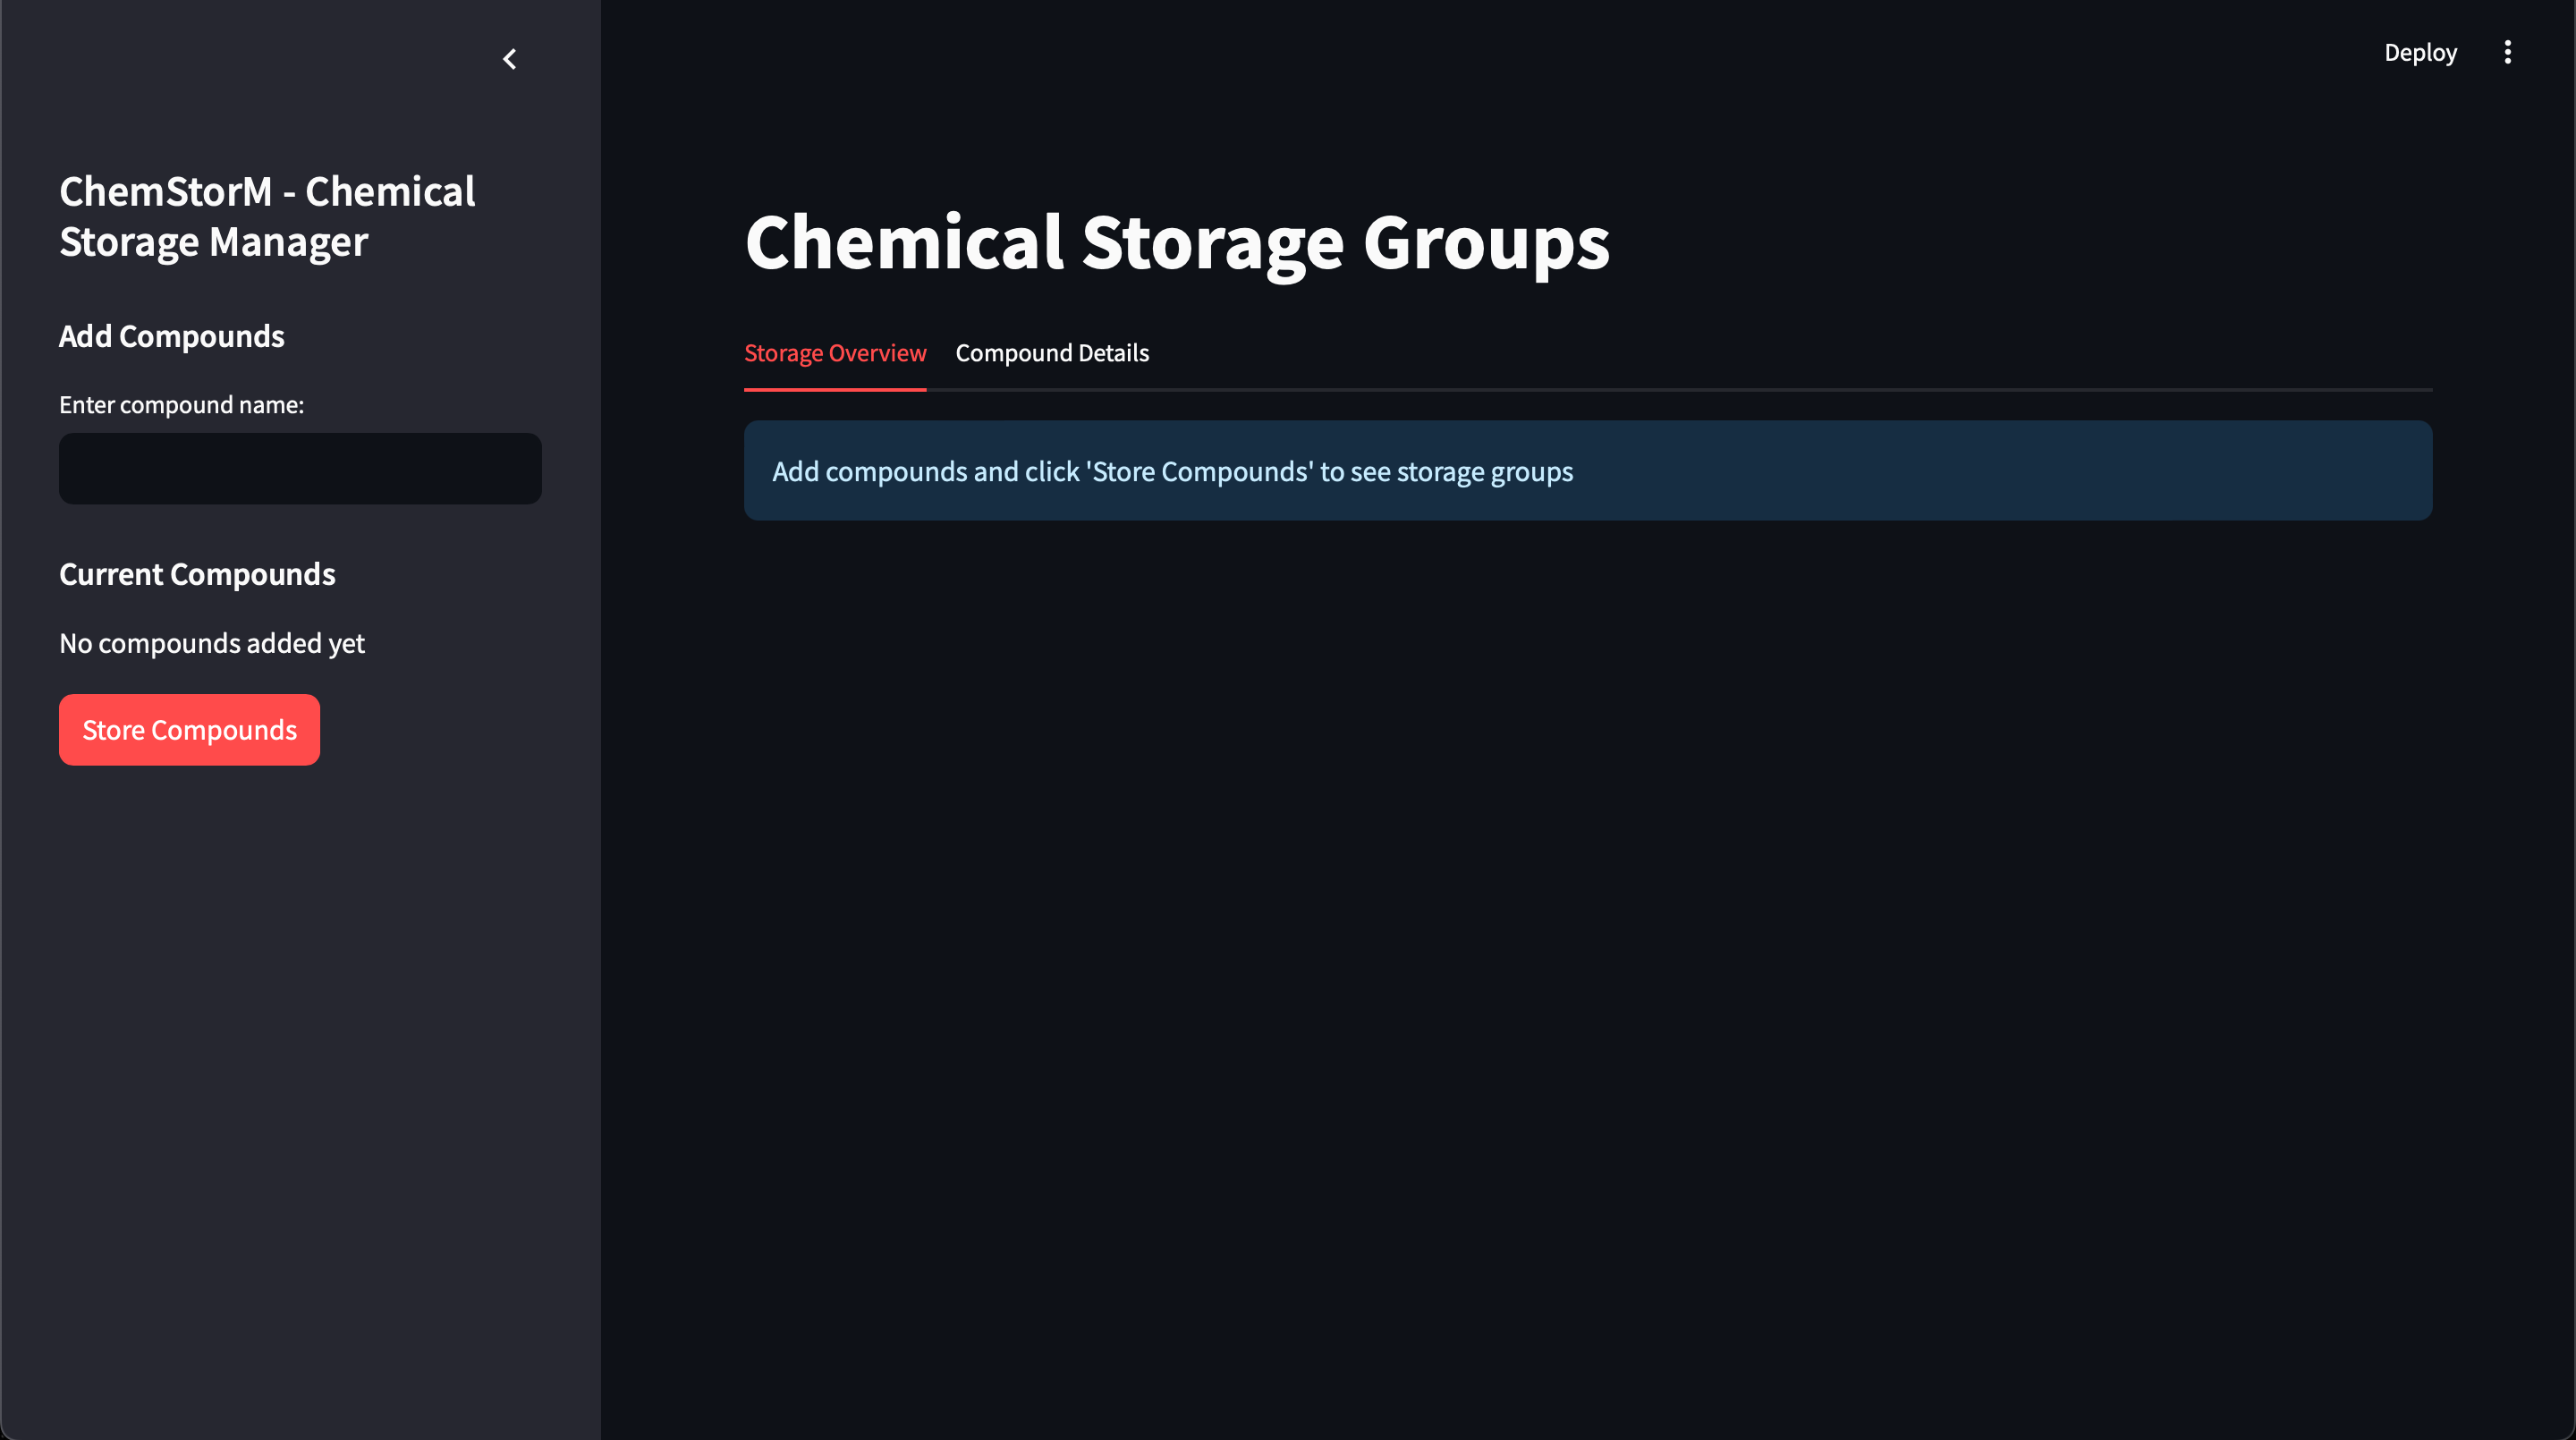 ChemStorM - Chemical
Storage Manager
Add Compounds
Enter compound name:
Current Compounds
No compounds added yet
Store Compounds
Deploy
Chemical Storage Groups
Storage Overview
Compound Details
Add compounds and click 'Store Compounds' to see storage groups